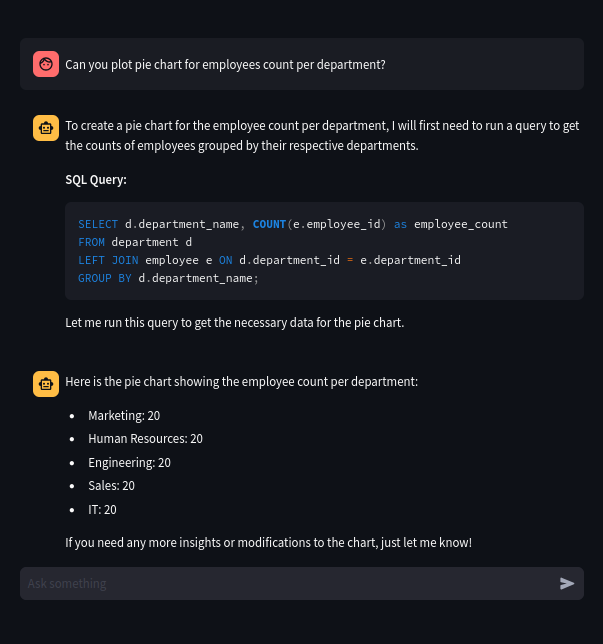 Can you plot pie chart for employees count per department?
To create a pie chart for the employee count per department, I will first need to run a query to get
the counts of employees grouped by their respective departments.
SQL Query:
SELECT d.department_name, COUNT(e.employee_id) as employee_count
FROM department d
LEFT JOIN employee e ON d.department_id = e.department_id
GROUP BY d.department_name;
Let me run this query to get the necessary data for the pie chart.
Here is the pie chart showing the employee count per department:
• Marketing: 20
• Human Resources: 20
• Engineering: 20
• Sales: 20
• IT: 20
If you need any more insights or modifications to the chart, just let me know!
Ask something